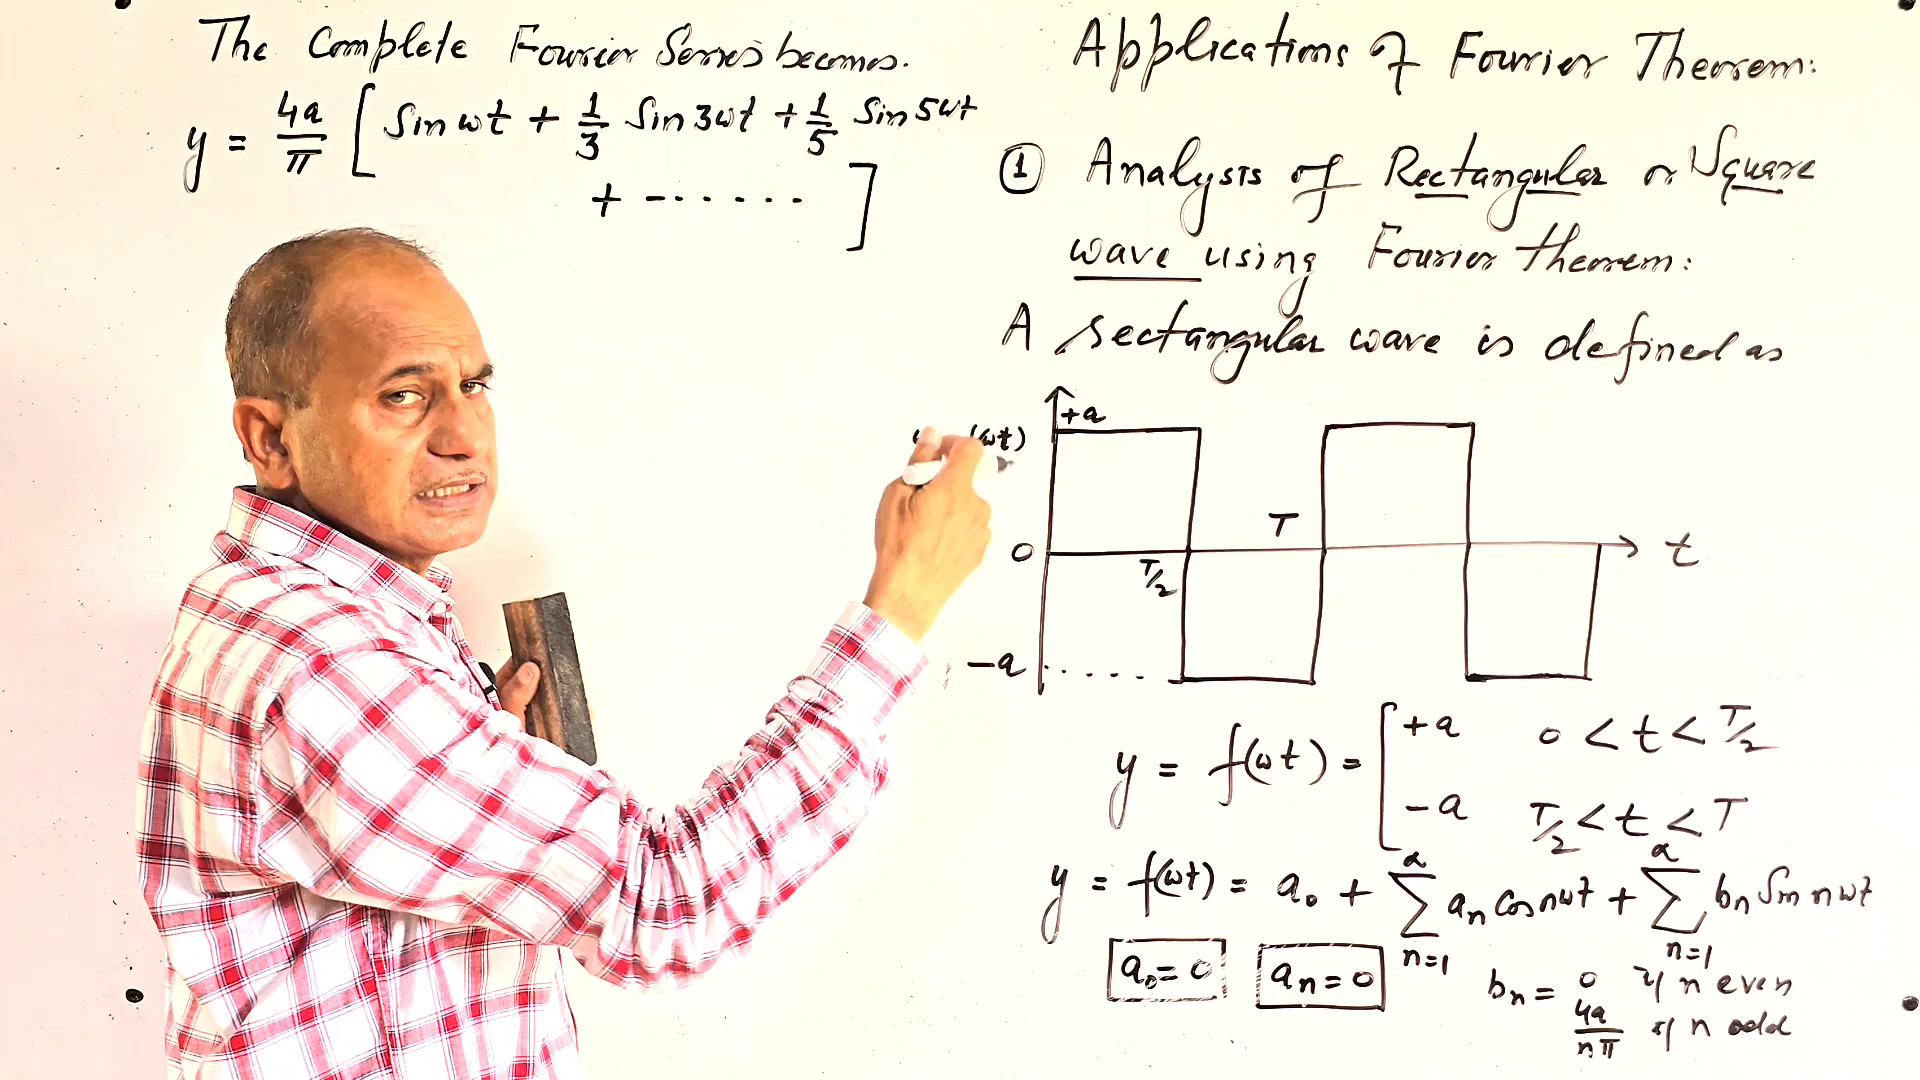 The Complete Fourier Series becomes.
y = 4a/π [ Sin ωt + 1/3 Sin 3ωt + 1/5 Sin 5ωt
+ -...... ]
Applications of Fourier Theorem:
① Analysis of Rectangular or Square
wave using Fourier theorem:
A rectangular wave is defined as
+a
(ωt)
T
0
T/2
t
-a
y = f(ωt) = [ +a 0 < t < T/2
-a T/2 < t < T
y = f(ωt) = a₀ + ∑ₙ₌₁^α aₙ Cos nωt + ∑ₙ₌₁^α bₙ Sin nωt
a₀ = 0 aₙ = 0
bₙ = 0 if n even
4a/nπ if n odd